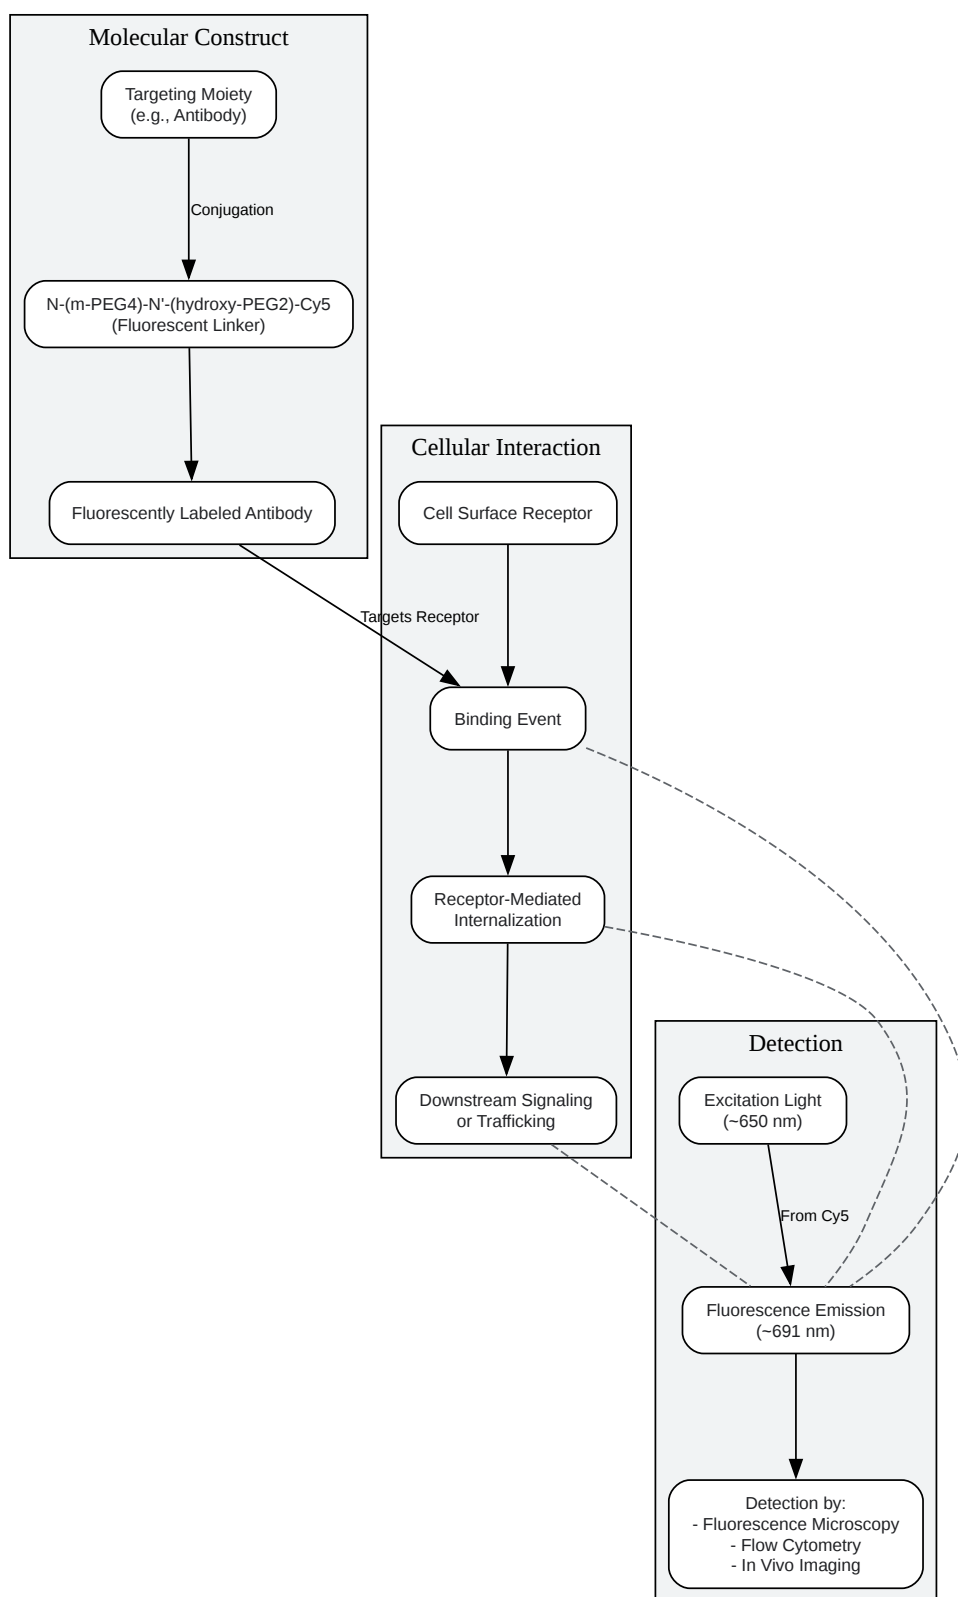 Molecular Construct
Targeting Moiety
(e.g., Antibody)
Conjugation
N-(m-PEG4)-N'-(hydroxy-PEG2)-Cy5
(Fluorescent Linker)
Fluorescently Labeled Antibody
Targets Receptor
Cellular Interaction
Cell Surface Receptor
Binding Event
Receptor-Mediated
Internalization
Downstream Signaling
or Trafficking
Detection
Excitation Light
(~650 nm)
From Cy5
Fluorescence Emission
(~691 nm)
Detection by:
- Fluorescence Microscopy
- Flow Cytometry
- In Vivo Imaging